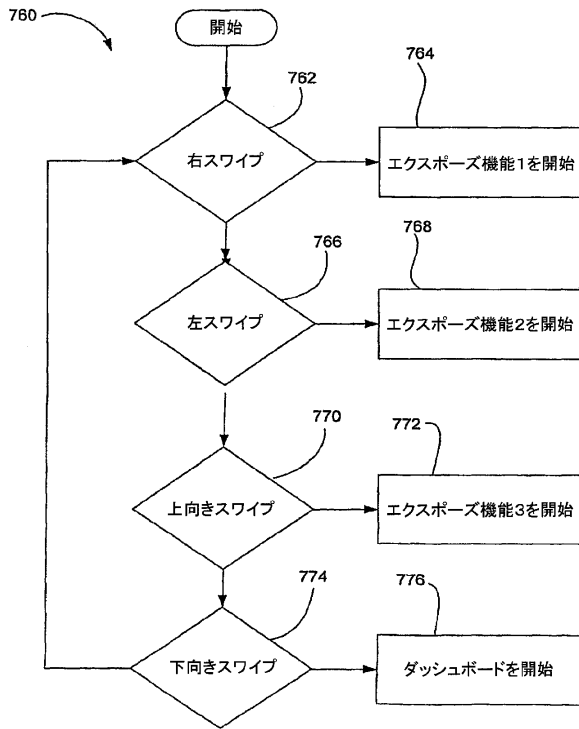 760
開始
762
764
右スワイプ
エクスポーズ機能1を開始
766
768
左スワイプ
エクスポーズ機能2を開始
770
772
上向きスワイプ
エクスポーズ機能3を開始
774
776
下向きスワイプ
ダッシュボードを開始